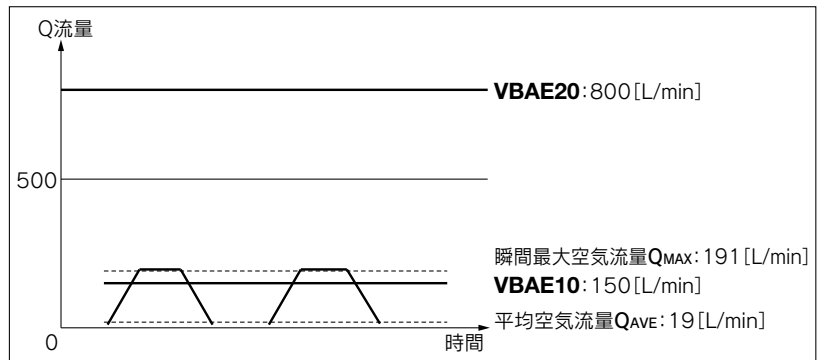 Q流量
VBAE20：800[L/min]
500
瞬間最大空気流量QMAX：191[L/min]
VBAE10：150[L/min]
平均空気流量QAVE：19[L/min]
0
時間